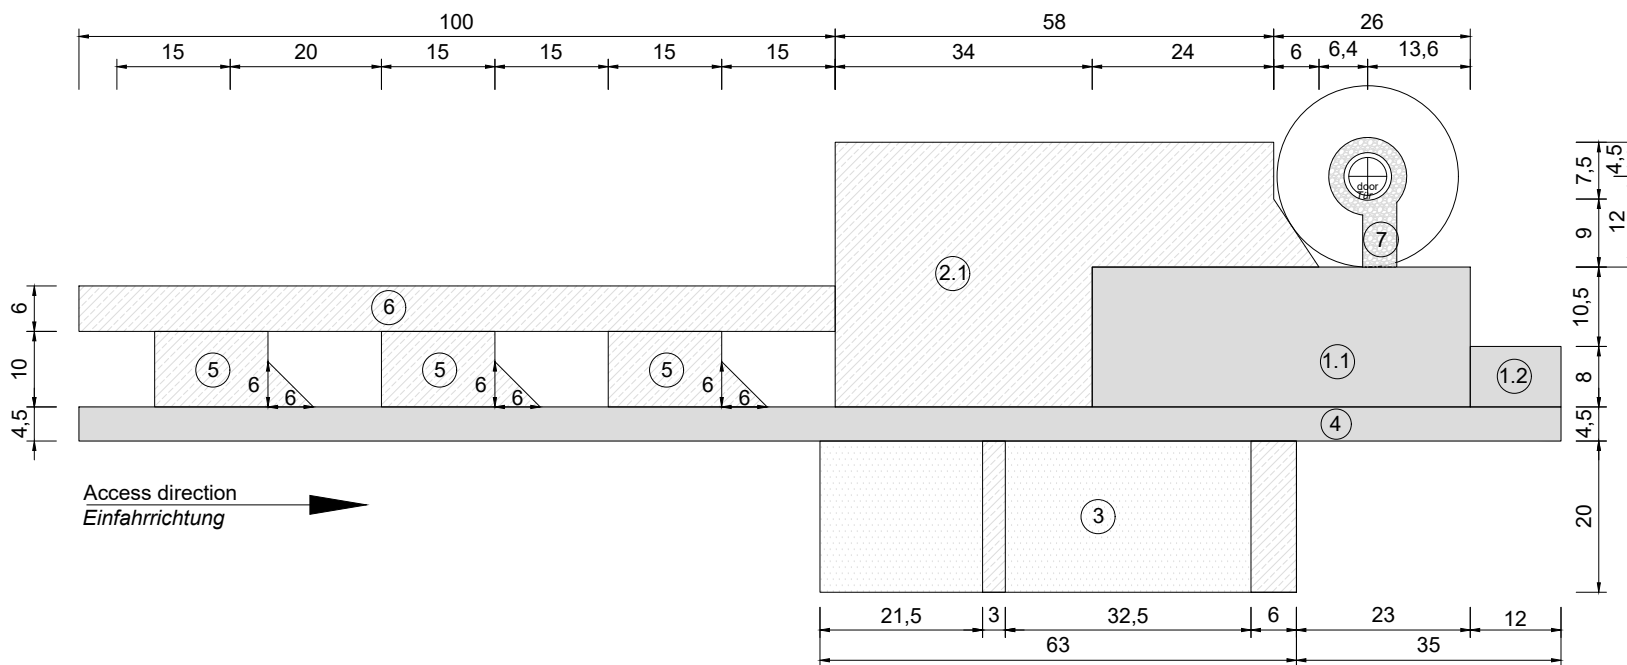 100 58 26
15 20 15 15 15 15 34 24 6 6,4 13,6
7,5 4,5
door
Tür
7 9 12
2.1
6 6
10,5
5 5 5 1.1 1.2
10 6 6 6 8
6 6 6
4,5 4 4,5
Access direction
Einfahrrichtung
3 20
21,5 3 32,5 6 23 12
63 35